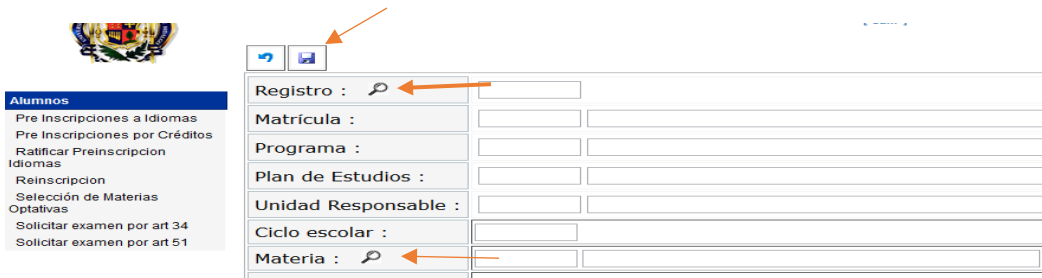 Alumnos
Pre Inscripciones a Idiomas
Pre Inscripciones por Créditos
Ratificar Preinscripcion
Idiomas
Reinscripcion
Selección de Materias
Optativas
Solicitar examen por art 34
Solicitar examen por art 51
Registro :
Matrícula :
Programa :
Plan de Estudios :
Unidad Responsable :
Ciclo escolar :
Materia :